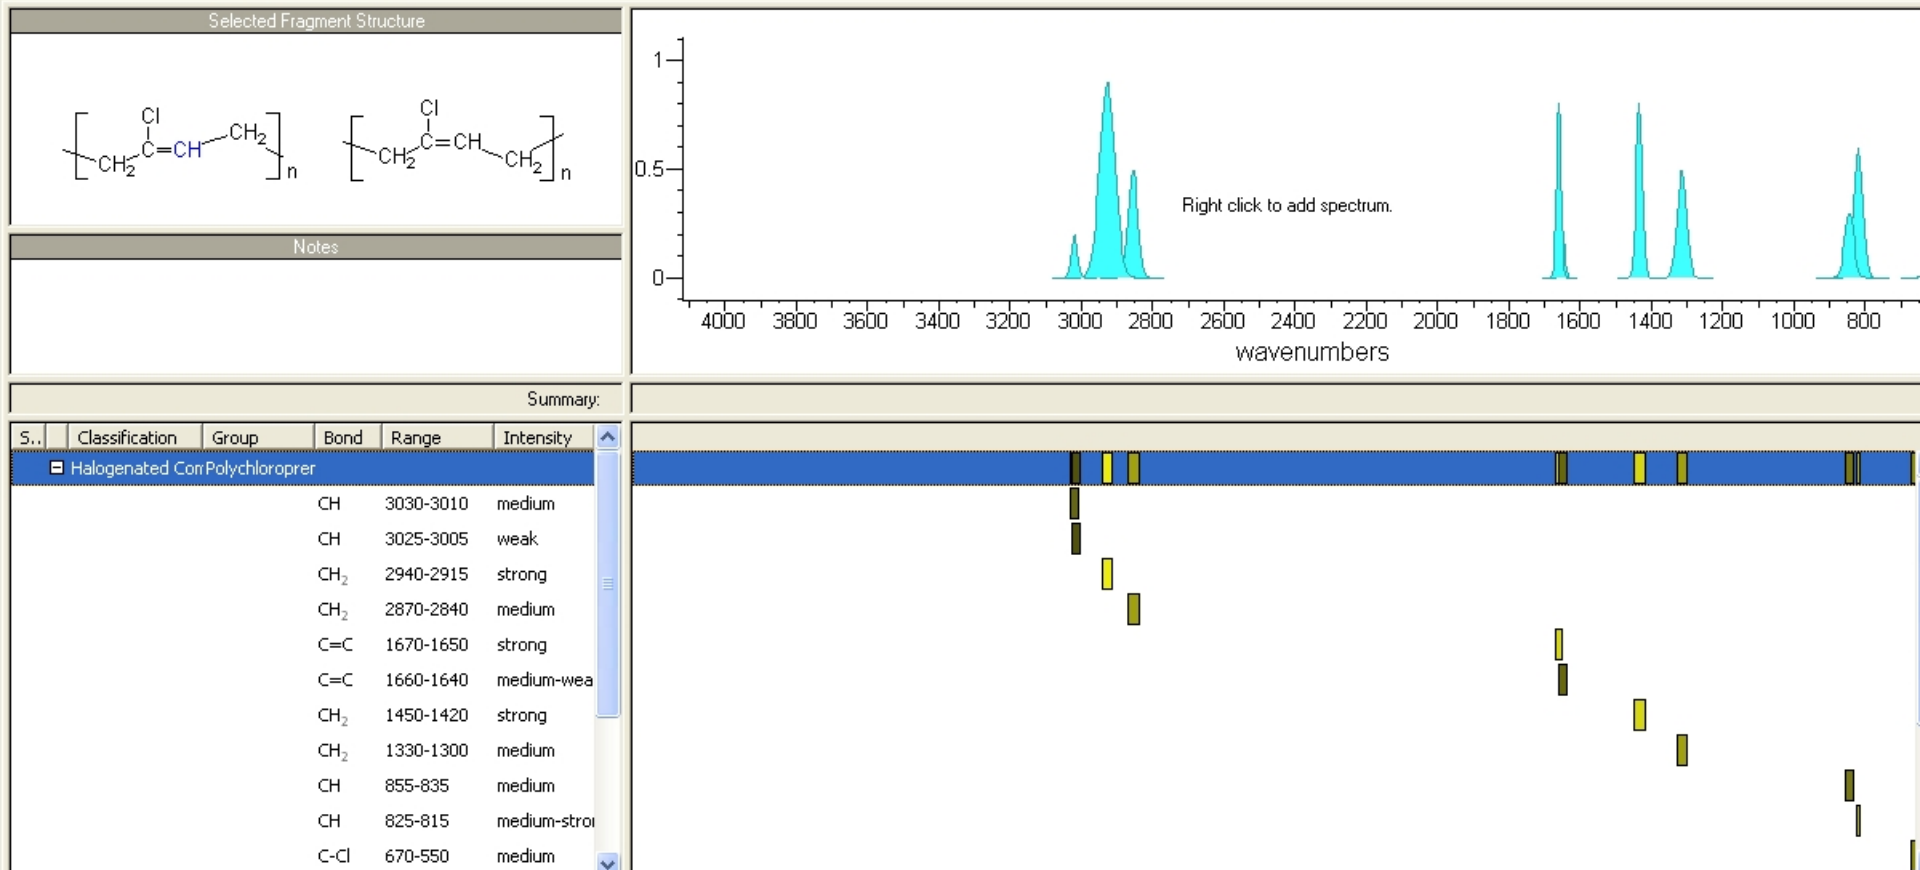 Selected Fragment Structure
Cl
CH2
C=CH
CH2
n
Cl
CH2
C=CH
CH2
n
Notes
1
0.5
0
Right click to add spectrum.
4000 3800 3600 3400 3200 3000 2800 2600 2400 2200 2000 1800 1600 1400 1200 1000 800
wavenumbers
Summary:
S.. Classification Group Bond Range Intensity
Halogenated Com Polychloropren
CH 3030-3010 medium
CH 3025-3005 weak
CH2 2940-2915 strong
CH2 2870-2840 medium
C=C 1670-1650 strong
C=C 1660-1640 medium-wea
CH2 1450-1420 strong
CH2 1330-1300 medium
CH 855-835 medium
CH 825-815 medium-stro
C-Cl 670-550 medium